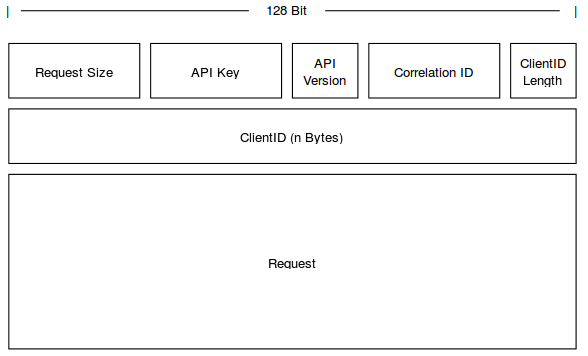 128 Bit
Request Size
API Key
API
Version
Correlation ID
ClientID
Length
ClientID (n Bytes)
Request